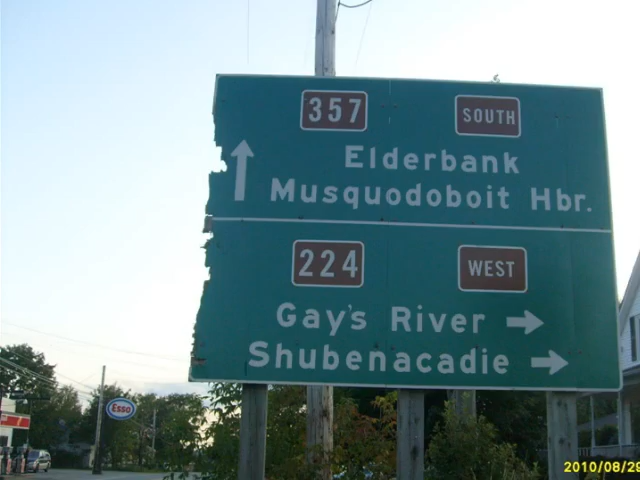 357 SOUTH
Elderbank
Musquodoboit Hbr.
224 WEST
Gay's River
Shubenacadie
Esso
2010/08/29